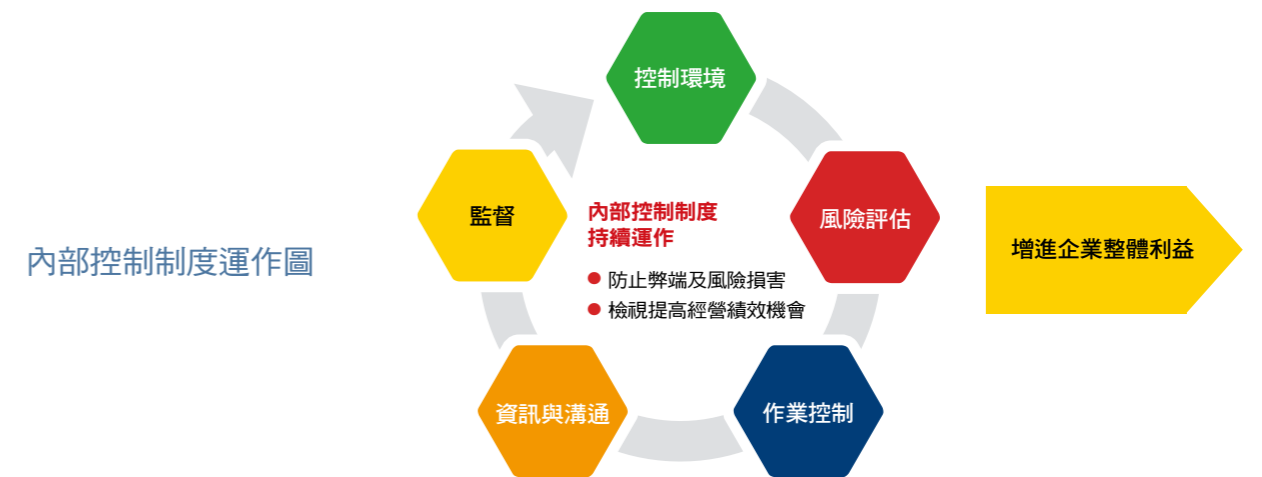 內部控制制度運作圖
控制環境
風險評估
作業控制
資訊與溝通
監督
內部控制制度
持續運作
防止弊端及風險損害
檢視提高經營績效機會
增進企業整體利益